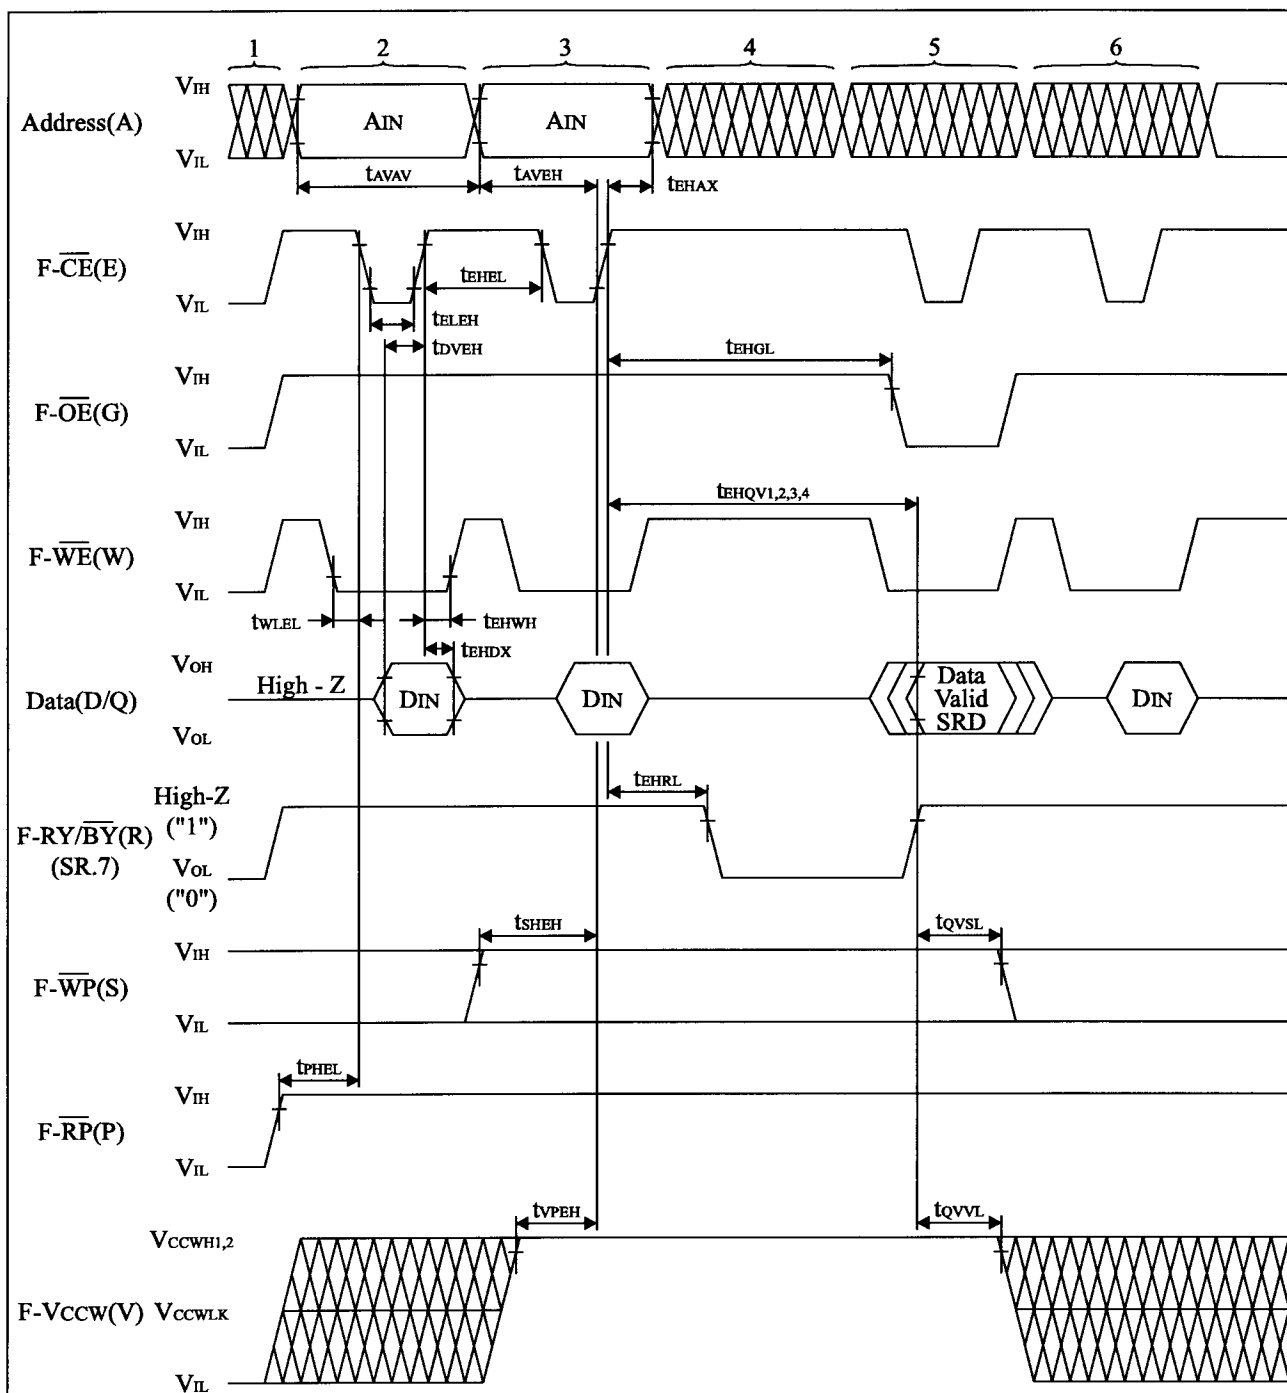 1 2 3 4 5 6
VIH
Address(A) AIN AIN
VIL
tAVAV tAVEH tEHAX
VIH
F-CE(E)
tEHEL
VIL
tELEH
tDVEH tEHGL
VIH
F-OE(G)
VIL
tEHQV1,2,3,4
VIH
F-WE(W)
VIL
tWLEL tEHWH
tEHDX
VOH
High - Z
Data(D/Q) DIN DIN Data Valid SRD DIN
VOL
tEHRL
High-Z
("1")
F-RY/BY(R)
(SR.7)
VOL
("0")
tSHEH tQVSL
VIH
F-WP(S)
VIL
tPHEL
VIH
F-RP(P)
VIL
tVPEH tQVVL
VCCWH1,2
F-VCCW(V) VCCWLK
VIL